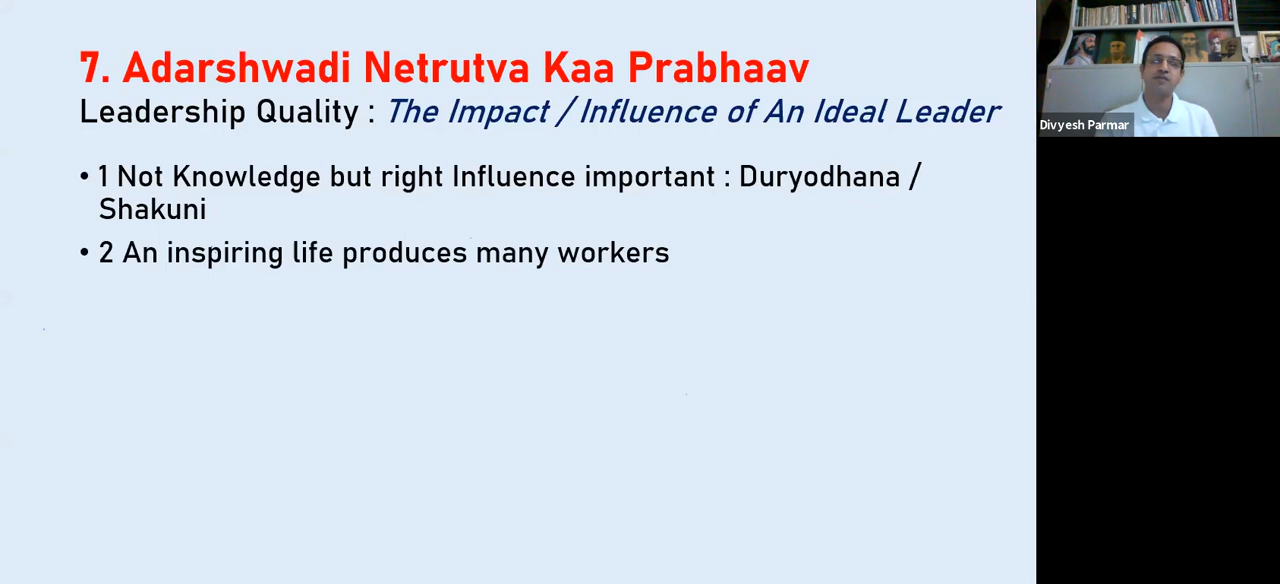 7. Adarshwadi Netrutva Kaa Prabhaav
Leadership Quality : The Impact / Influence of An Ideal Leader
• 1 Not Knowledge but right Influence important : Duryodhana /
Shakuni
• 2 An inspiring life produces many workers
Divyesh Parmar